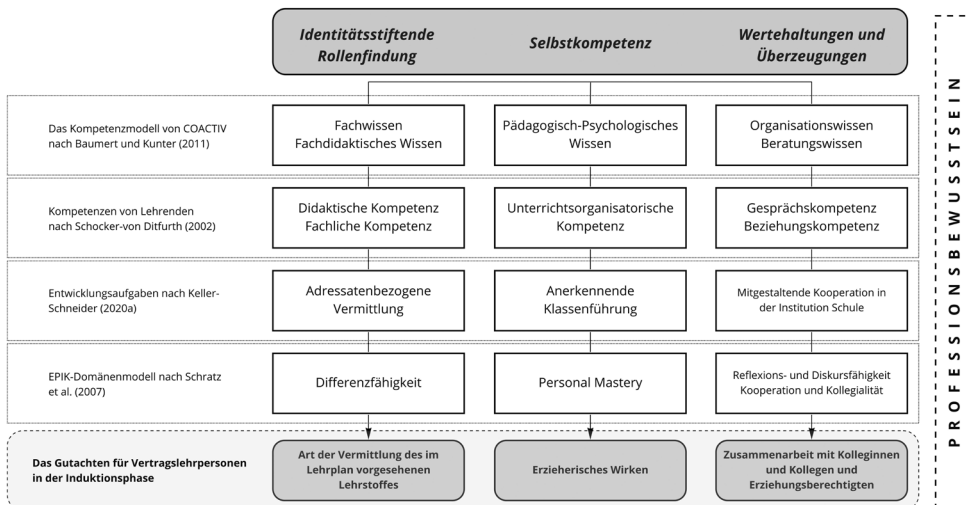 Identitätsstiftende
Rollenfindung
Selbstkompetenz
Wertehaltungen und
Überzeugungen
Das Kompetenzmodell von COACTIV
nach Baumert und Kunter (2011)
Fachwissen
Fachdidaktisches Wissen
Pädagogisch-Psychologisches
Wissen
Organisationswissen
Beratungswissen
Kompetenzen von Lehrenden
nach Schocker-von Ditfurth (2002)
Didaktische Kompetenz
Fachliche Kompetenz
Unterrichtsorganisatorische
Kompetenz
Gesprächskompetenz
Beziehungskompetenz
Entwicklungsaufgaben nach Keller-
Schneider (2020a)
Adressatenbezogene
Vermittlung
Anerkennende
Klassenführung
Mitgestaltende Kooperation in
der Institution Schule
EPIK-Domänenmodell nach Schratz
et al. (2007)
Differenzfähigkeit
Personal Mastery
Reflexions- und Diskursfähigkeit
Kooperation und Kollegialität
Das Gutachten für Vertragslehrpersonen
in der Induktionsphase
Art der Vermittlung des im
Lehrplan vorgesehenen
Lehrstoffes
Erzieherisches Wirken
Zusammenarbeit mit Kolleginnen
und Kollegen und
Erziehungsberechtigten
PROFESSIONSBEWUSSTSEIN